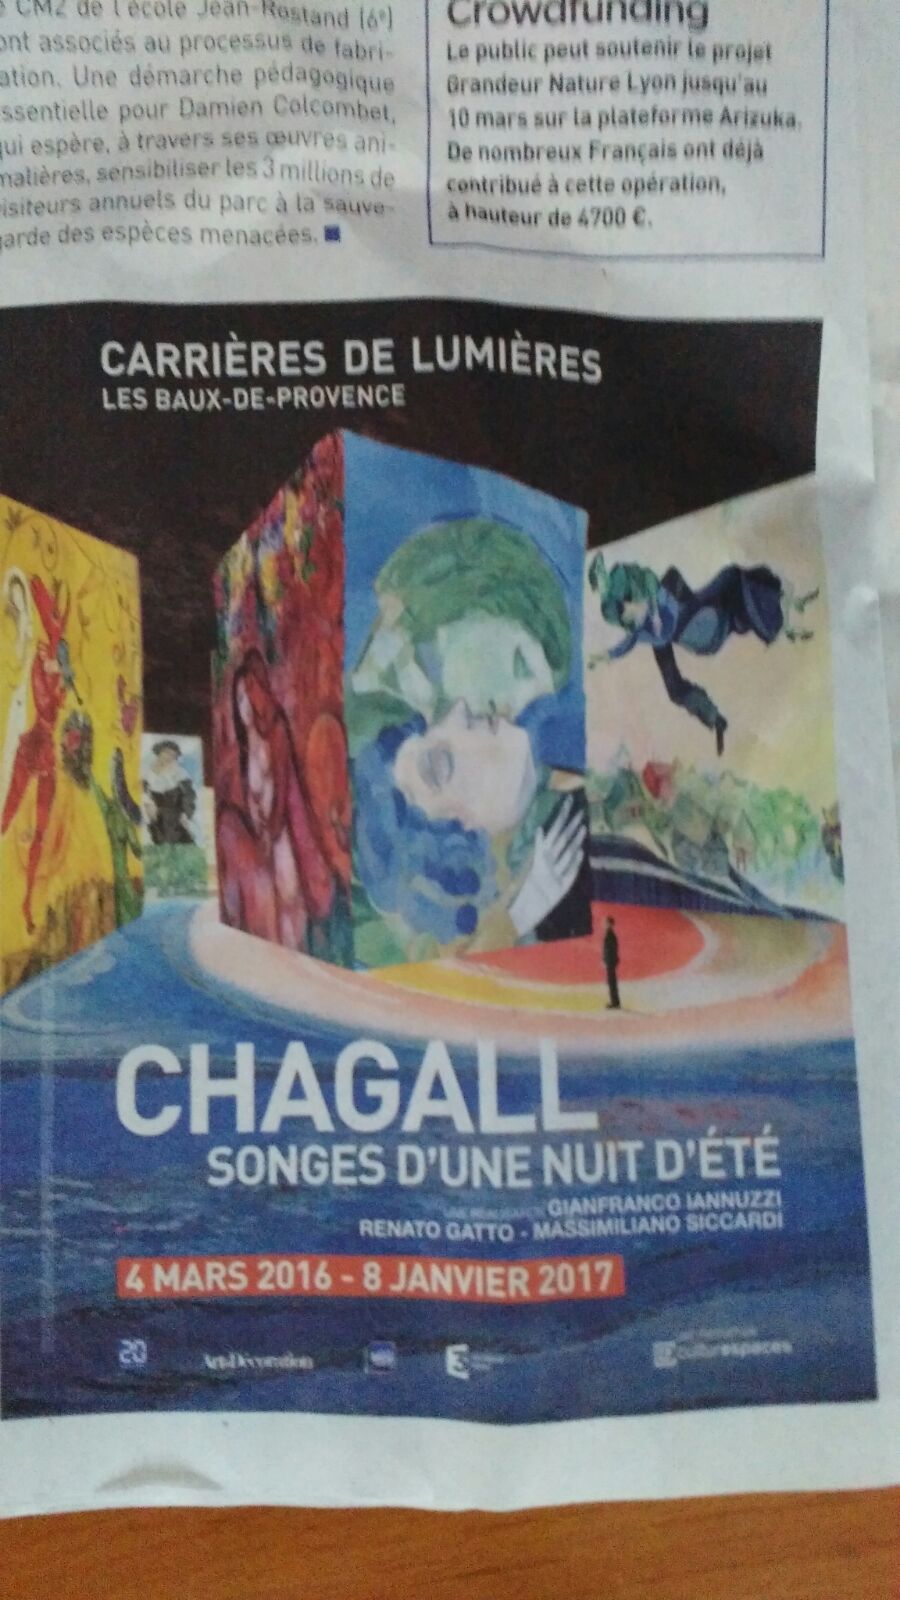 CM2 de l'école Jean-Rostand (6e)
ont associés au processus de fabri-
ation. Une démarche pédagogique
ssentielle pour Damien Colcombet,
qui espère, à travers ses œuvres ani-
malières, sensibiliser les 3 millions de
visiteurs annuels du parc à la sauve-
garde des espèces menacées.
Crowdfunding
Le public peut soutenir le projet
Grandeur Nature Lyon jusqu'au
10 mars sur la plateforme Arizuka.
De nombreux Français ont déjà
contribué à cette opération,
à hauteur de 4700 €.
CARRIÈRES DE LUMIÈRES
LES BAUX-DE-PROVENCE
CHAGALL
SONGES D'UNE NUIT D'ÉTÉ
GIANFRANCO IANNUZZI
RENATO GATTO - MASSIMILIANO SICCARDI
4 MARS 2016 - 8 JANVIER 2017
20
Art&Décoration
3
culturespaces